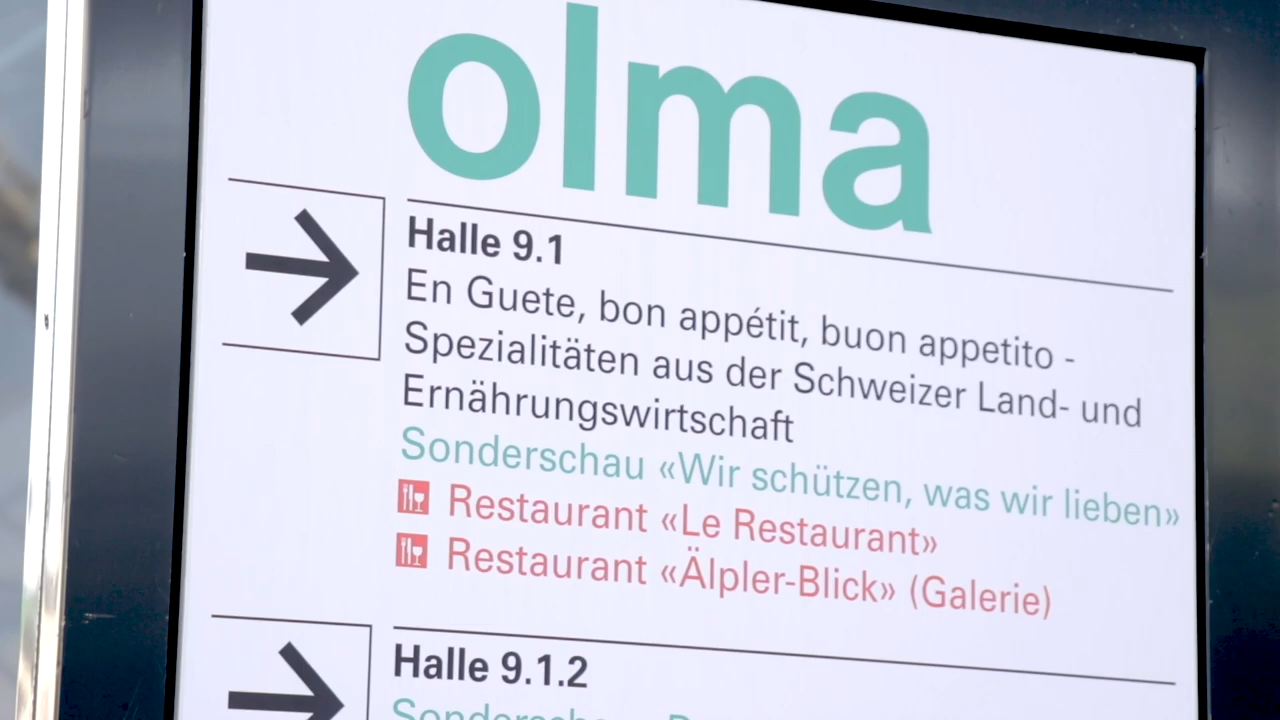 olma
Halle 9.1
En Guete, bon appétit, buon appetito -
Spezialitäten aus der Schweizer Land- und
Ernährungswirtschaft
Sonderschau «Wir schützen, was wir lieben»
Restaurant «Le Restaurant»
Restaurant «Älpler-Blick» (Galerie)
Halle 9.1.2